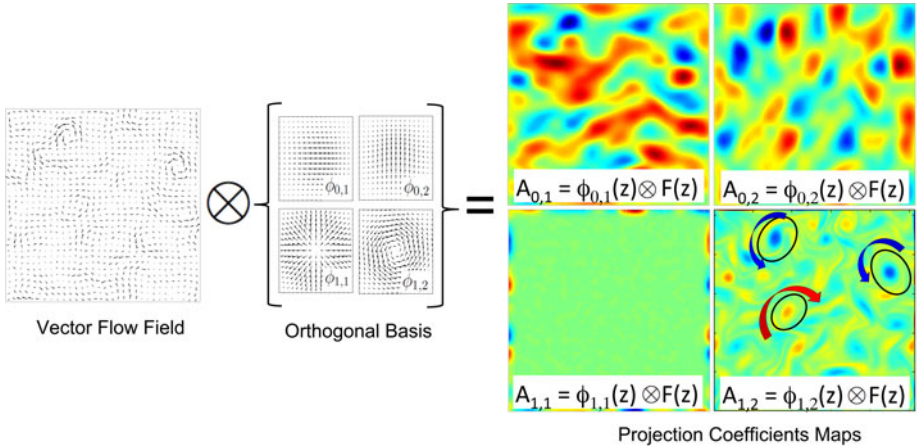 ϕ0,1
ϕ0,2
ϕ1,1
ϕ1,2
Vector Flow Field
⊗
Orthogonal Basis
=
A0,1 = ϕ0,1(z) ⊗ F(z)
A0,2 = ϕ0,2(z) ⊗ F(z)
A1,1 = ϕ1,1(z) ⊗ F(z)
A1,2 = ϕ1,2(z) ⊗ F(z)
Projection Coefficients Maps